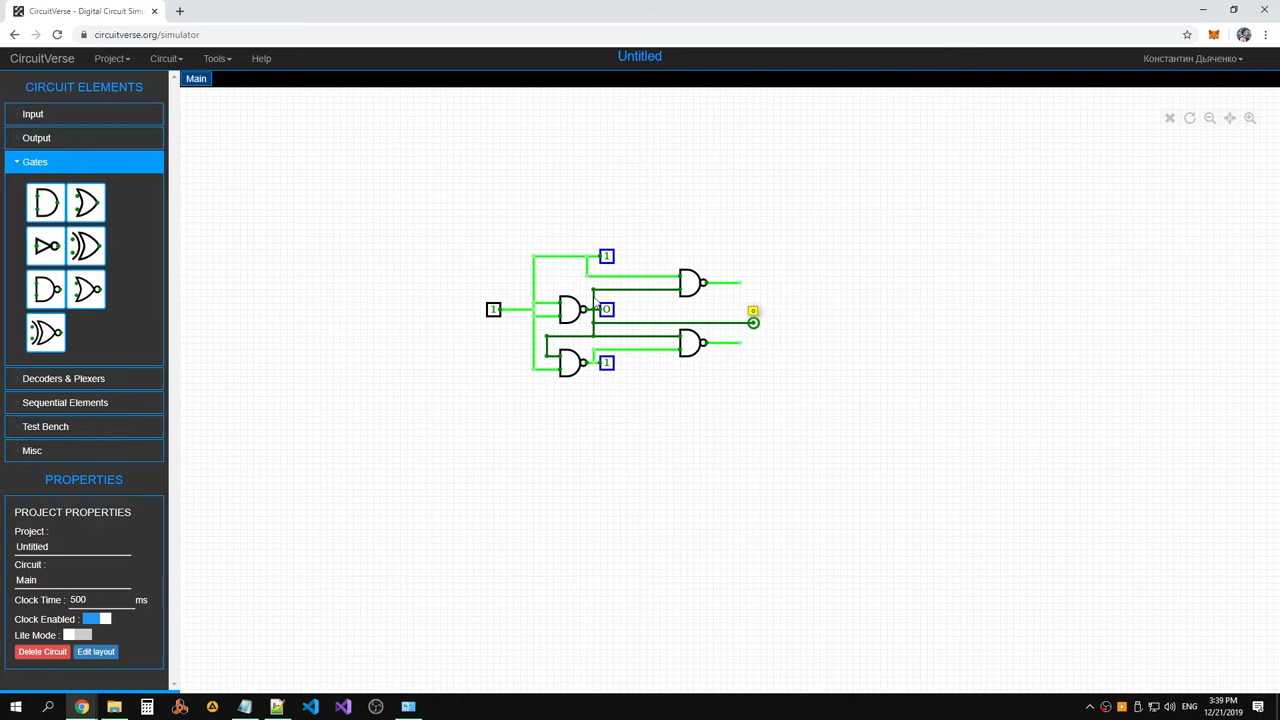 CircuitVerse - Digital Circuit Simu
circuitverse.org/simulator
CircuitVerse
Project
Circuit
Tools
Help
Untitled
Константин Дьяченко
Main
CIRCUIT ELEMENTS
Input
Output
Gates
Decoders & Plexers
Sequential Elements
Test Bench
Misc
PROPERTIES
PROJECT PROPERTIES
Project :
Untitled
Circuit :
Main
Clock Time : 500 ms
Clock Enabled :
Lite Mode :
Delete Circuit Edit layout
1
1
0
1
0
ENG
3:39 PM
12/21/2019